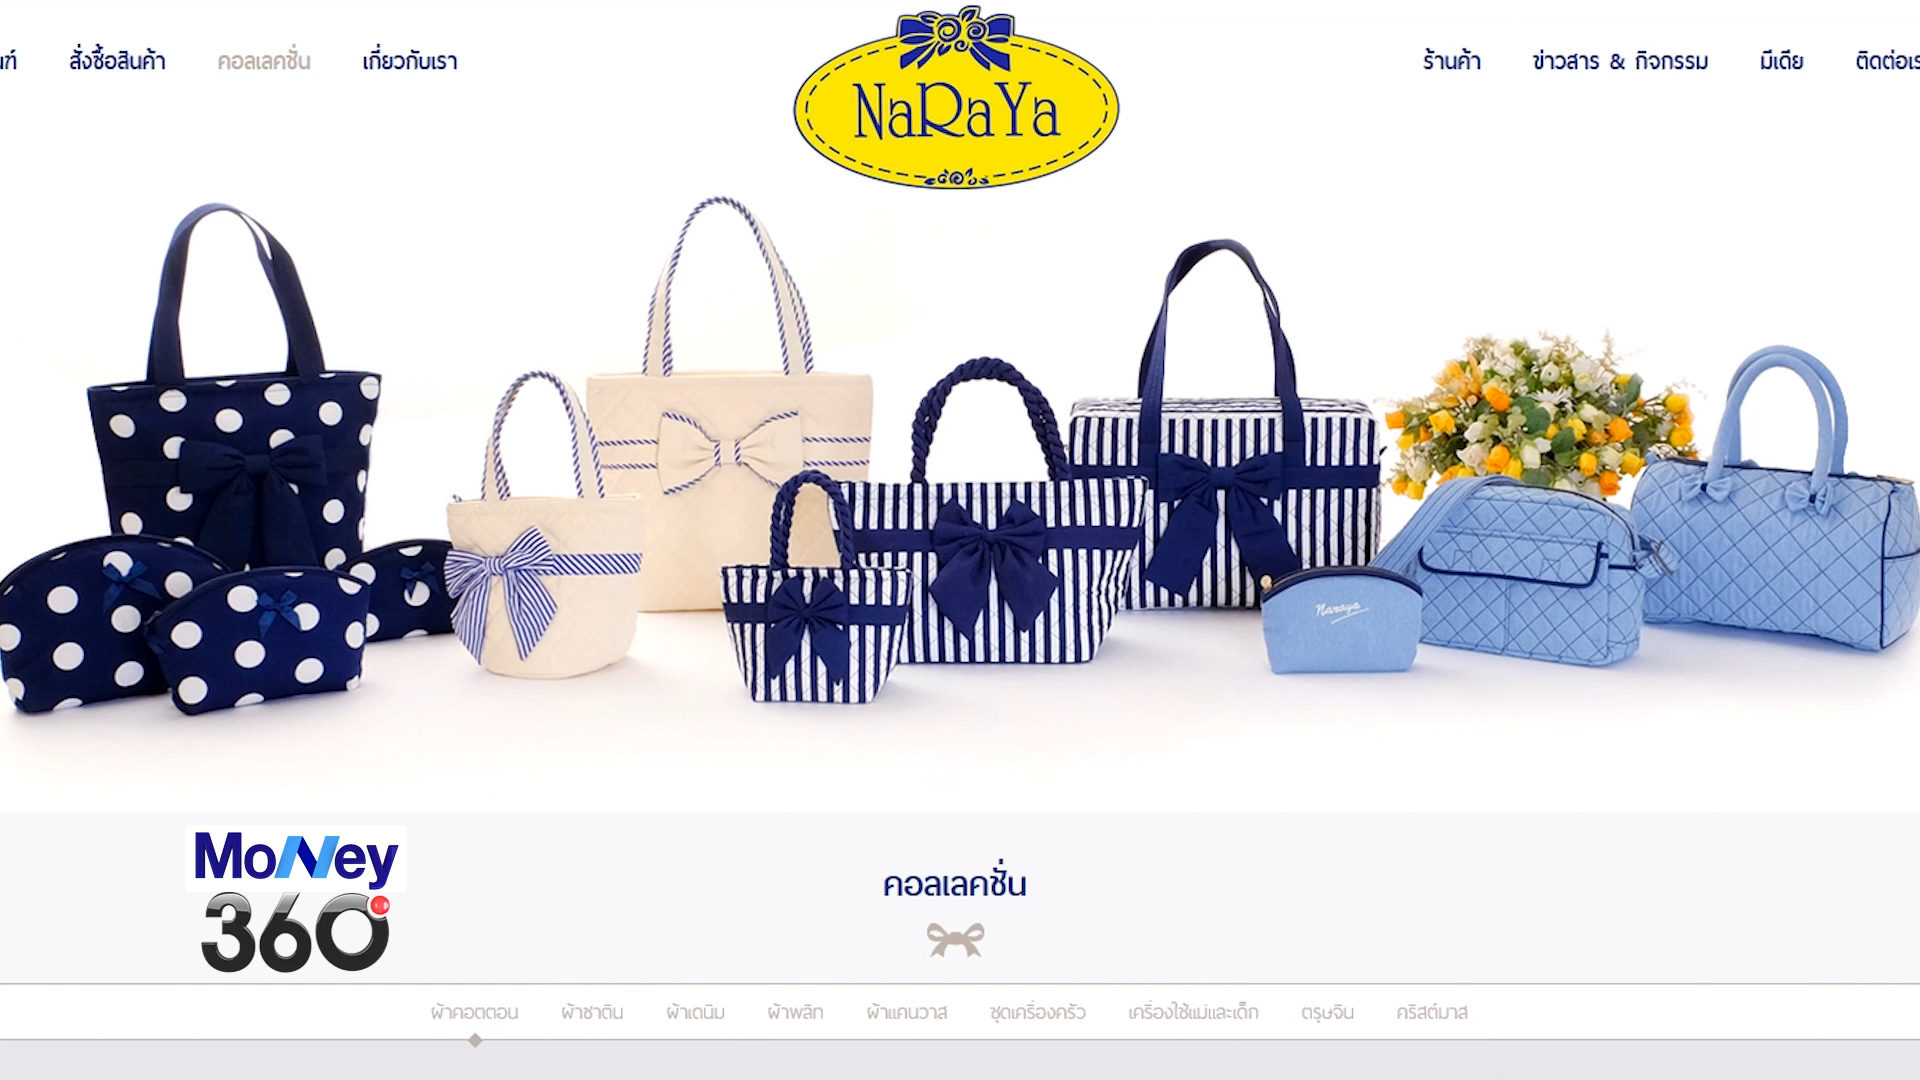 สั่งซื้อสินค้า คอลเลคชั่น เกี่ยวกับเรา
NaRaYa
ร้านค้า ข่าวสาร & กิจกรรม มีเดีย
Naraya
Money
360
คอลเลคชั่น
ผ้าคอตตอน ผ้าซาติน ผ้าเดนิม ผ้าพลีท ผ้าแคนวาส ชุดเครื่องครัว เครื่องใช้แม่และเด็ก ตรุษจีน คริสต์มาส